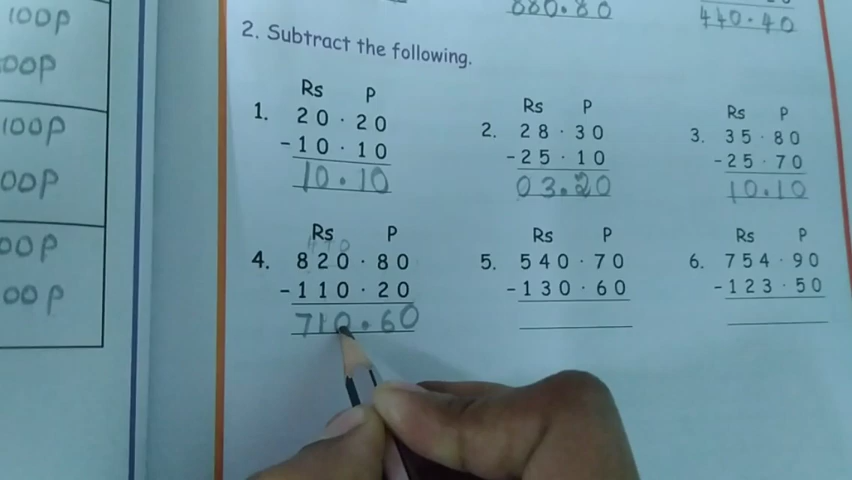 100P
00P
100P
00P
00P
00P
880.80
440.40
2. Subtract the following.
Rs P
1. 20.20
-10.10
10.10
Rs P
2. 28.30
-25.10
03.20
Rs P
3. 35.80
-25.70
10.10
Rs P
4. 820.80
-110.20
710.60
Rs P
5. 540.70
-130.60
Rs P
6. 754.90
-123.50